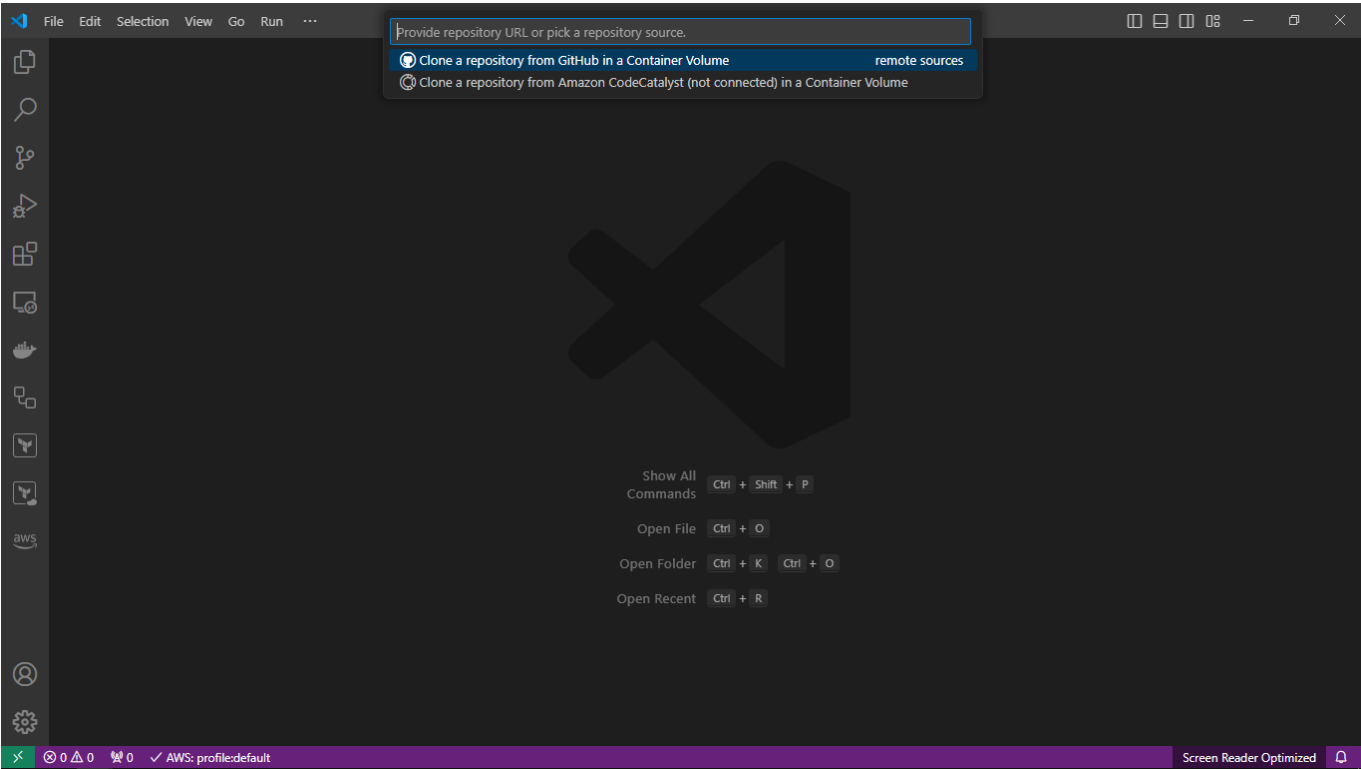 File Edit Selection View Go Run ···
Provide repository URL or pick a repository source.
Clone a repository from GitHub in a Container Volume remote sources
Clone a repository from Amazon CodeCatalyst (not connected) in a Container Volume
aws
Show All
Commands Ctrl + Shift + P
Open File Ctrl + O
Open Folder Ctrl + K Ctrl + O
Open Recent Ctrl + R
0 0 0 AWS: profile:default Screen Reader Optimized